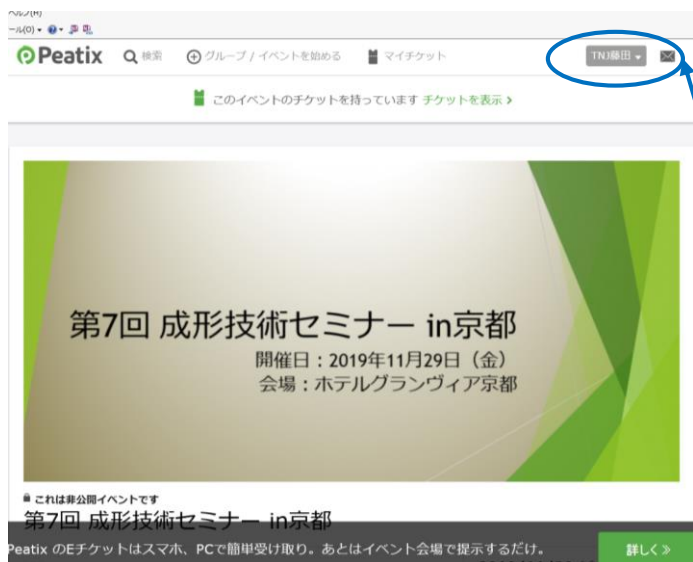 ヘルプ(H)
ール(O)
Peatix 検索 グループ / イベントを始める マイチケット TNJ藤田
このイベントのチケットを持っています チケットを表示 >
第7回 成形技術セミナー in京都
開催日：2019年11月29日（金）
会場：ホテルグランヴィア京都
これは非公開イベントです
第7回 成形技術セミナー in京都
Peatix のEチケットはスマホ、PCで簡単受け取り。あとはイベント会場で提示するだけ。 詳しく》